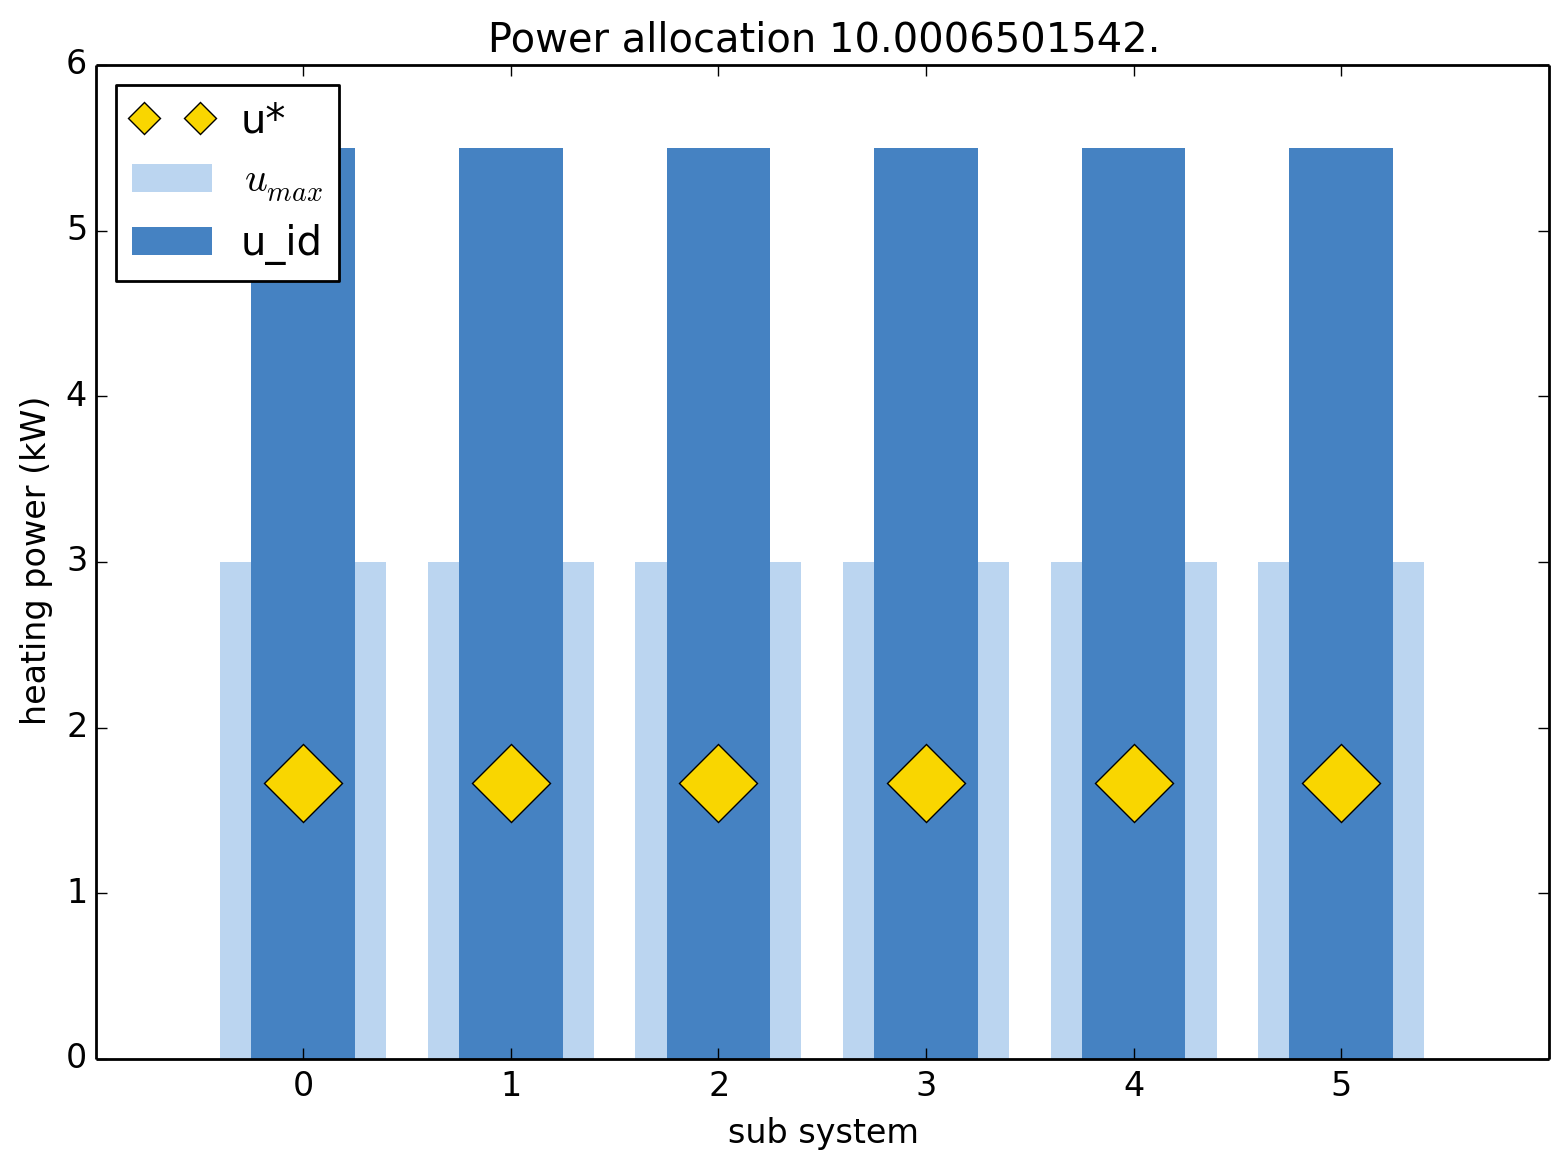 Power allocation 10.0006501542.
6
5
4
3
2
1
0
heating power (kW)
u*
u_max
u_id
0 1 2 3 4 5
sub system